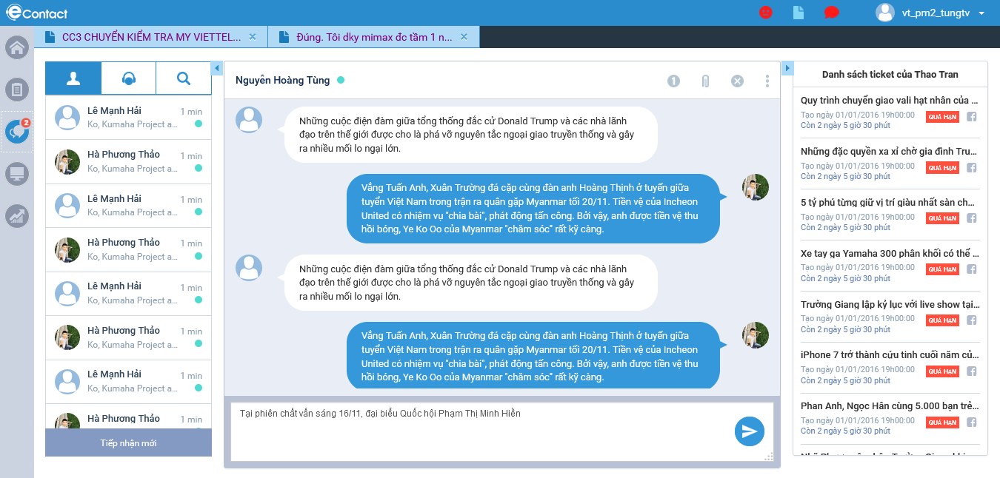 eContact
vt_pm2_tungtv
CC3 CHUYỂN KIỂM TRA MY VIETTEL...
Đúng. Tôi dky mimax đc tầm 1 n...
2
Lê Mạnh Hải
1 min
Ko, Kumaha Project a...
Hà Phương Thảo
1 min
Ko, Kumaha Project a...
Lê Mạnh Hải
1 min
Ko, Kumaha Project a...
Hà Phương Thảo
1 min
Ko, Kumaha Project a...
Lê Mạnh Hải
1 min
Ko, Kumaha Project a...
Hà Phương Thảo
1 min
Ko, Kumaha Project a...
Lê Mạnh Hải
1 min
Ko, Kumaha Project a...
Hà Phương Thảo
1 min
Tiếp nhận mới
Nguyễn Hoàng Tùng
1
Những cuộc điện đàm giữa tổng thống đắc cử Donald Trump và các nhà lãnh
đạo trên thế giới được cho là phá vỡ nguyên tắc ngoại giao truyền thống và gây
ra nhiều mối lo ngại lớn.
Vắng Tuấn Anh, Xuân Trường đá cặp cùng đàn anh Hoàng Thịnh ở tuyến giữa
tuyển Việt Nam trong trận ra quân gặp Myanmar tối 20/11. Tiền vệ của Incheon
United có nhiệm vụ "chia bài", phát động tấn công. Bởi vậy, anh được tiền vệ thu
hồi bóng, Ye Ko Oo của Myanmar "chăm sóc" rất kỹ càng.
Những cuộc điện đàm giữa tổng thống đắc cử Donald Trump và các nhà lãnh
đạo trên thế giới được cho là phá vỡ nguyên tắc ngoại giao truyền thống và gây
ra nhiều mối lo ngại lớn.
Vắng Tuấn Anh, Xuân Trường đá cặp cùng đàn anh Hoàng Thịnh ở tuyến giữa
tuyển Việt Nam trong trận ra quân gặp Myanmar tối 20/11. Tiền vệ của Incheon
United có nhiệm vụ "chia bài", phát động tấn công. Bởi vậy, anh được tiền vệ thu
hồi bóng, Ye Ko Oo của Myanmar "chăm sóc" rất kỹ càng.
Tại phiên chất vấn sáng 16/11, đại biểu Quốc hội Phạm Thị Minh Hiền
Danh sách ticket của Thao Tran
Quy trình chuyển giao vali hạt nhân của ...
Tạo ngày 01/01/2016 19h00:00 QUÁ HẠN
Còn 2 ngày 5 giờ 30 phút
Những đặc quyền xa xỉ chờ gia đình Tru...
Tạo ngày 01/01/2016 19h00:00 QUÁ HẠN
Còn 2 ngày 5 giờ 30 phút
5 tỷ phú từng giữ vị trí giàu nhất sàn ch...
Tạo ngày 01/01/2016 19h00:00 QUÁ HẠN
Còn 2 ngày 5 giờ 30 phút
Xe tay ga Yamaha 300 phân khối có thể ...
Tạo ngày 01/01/2016 19h00:00 QUÁ HẠN
Còn 2 ngày 5 giờ 30 phút
Trường Giang lập kỷ lục với live show tại...
Tạo ngày 01/01/2016 19h00:00 QUÁ HẠN
Còn 2 ngày 5 giờ 30 phút
iPhone 7 trở thành cứu tinh cuối năm củ...
Tạo ngày 01/01/2016 19h00:00 QUÁ HẠN
Còn 2 ngày 5 giờ 30 phút
Phan Anh, Ngọc Hân cùng 5.000 bạn trẻ...
Tạo ngày 01/01/2016 19h00:00 QUÁ HẠN
Còn 2 ngày 5 giờ 30 phút